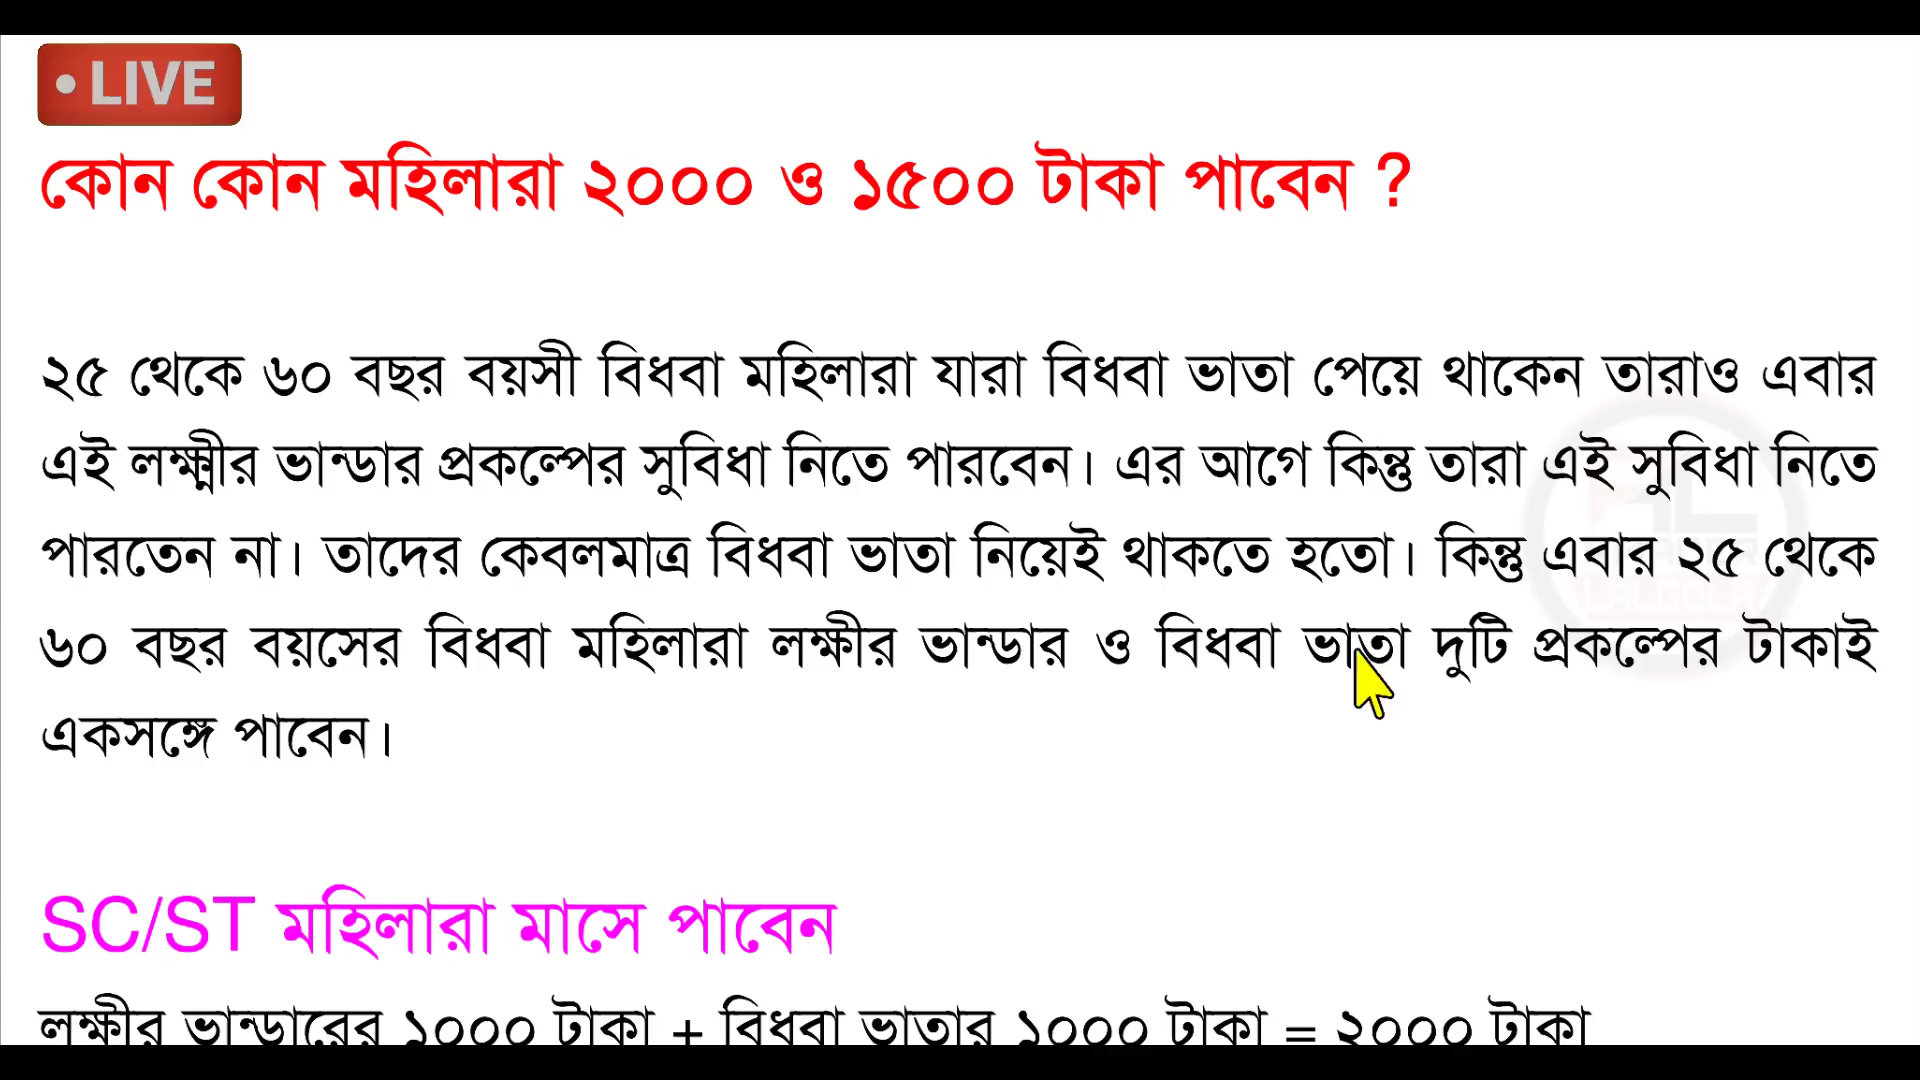 • LIVE
কোন কোন মহিলারা ২০০০ ও ১৫০০ টাকা পাবেন ?
২৫ থেকে ৬০ বছর বয়সী বিধবা মহিলারা যারা বিধবা ভাতা পেয়ে থাকেন তারাও এবার
এই লক্ষ্মীর ভান্ডার প্রকল্পের সুবিধা নিতে পারবেন। এর আগে কিন্তু তারা এই সুবিধা নিতে
পারতেন না। তাদের কেবলমাত্র বিধবা ভাতা নিয়েই থাকতে হতো। কিন্তু এবার ২৫ থেকে
৬০ বছর বয়সের বিধবা মহিলারা লক্ষীর ভান্ডার ও বিধবা ভাতা দুটি প্রকল্পের টাকাই
একসঙ্গে পাবেন।
SC/ST মহিলারা মাসে পাবেন
লক্ষীর ভান্ডারের ১০০০ টাকা + বিধবা ভাতার ১০০০ টাকা = ২০০০ টাকা